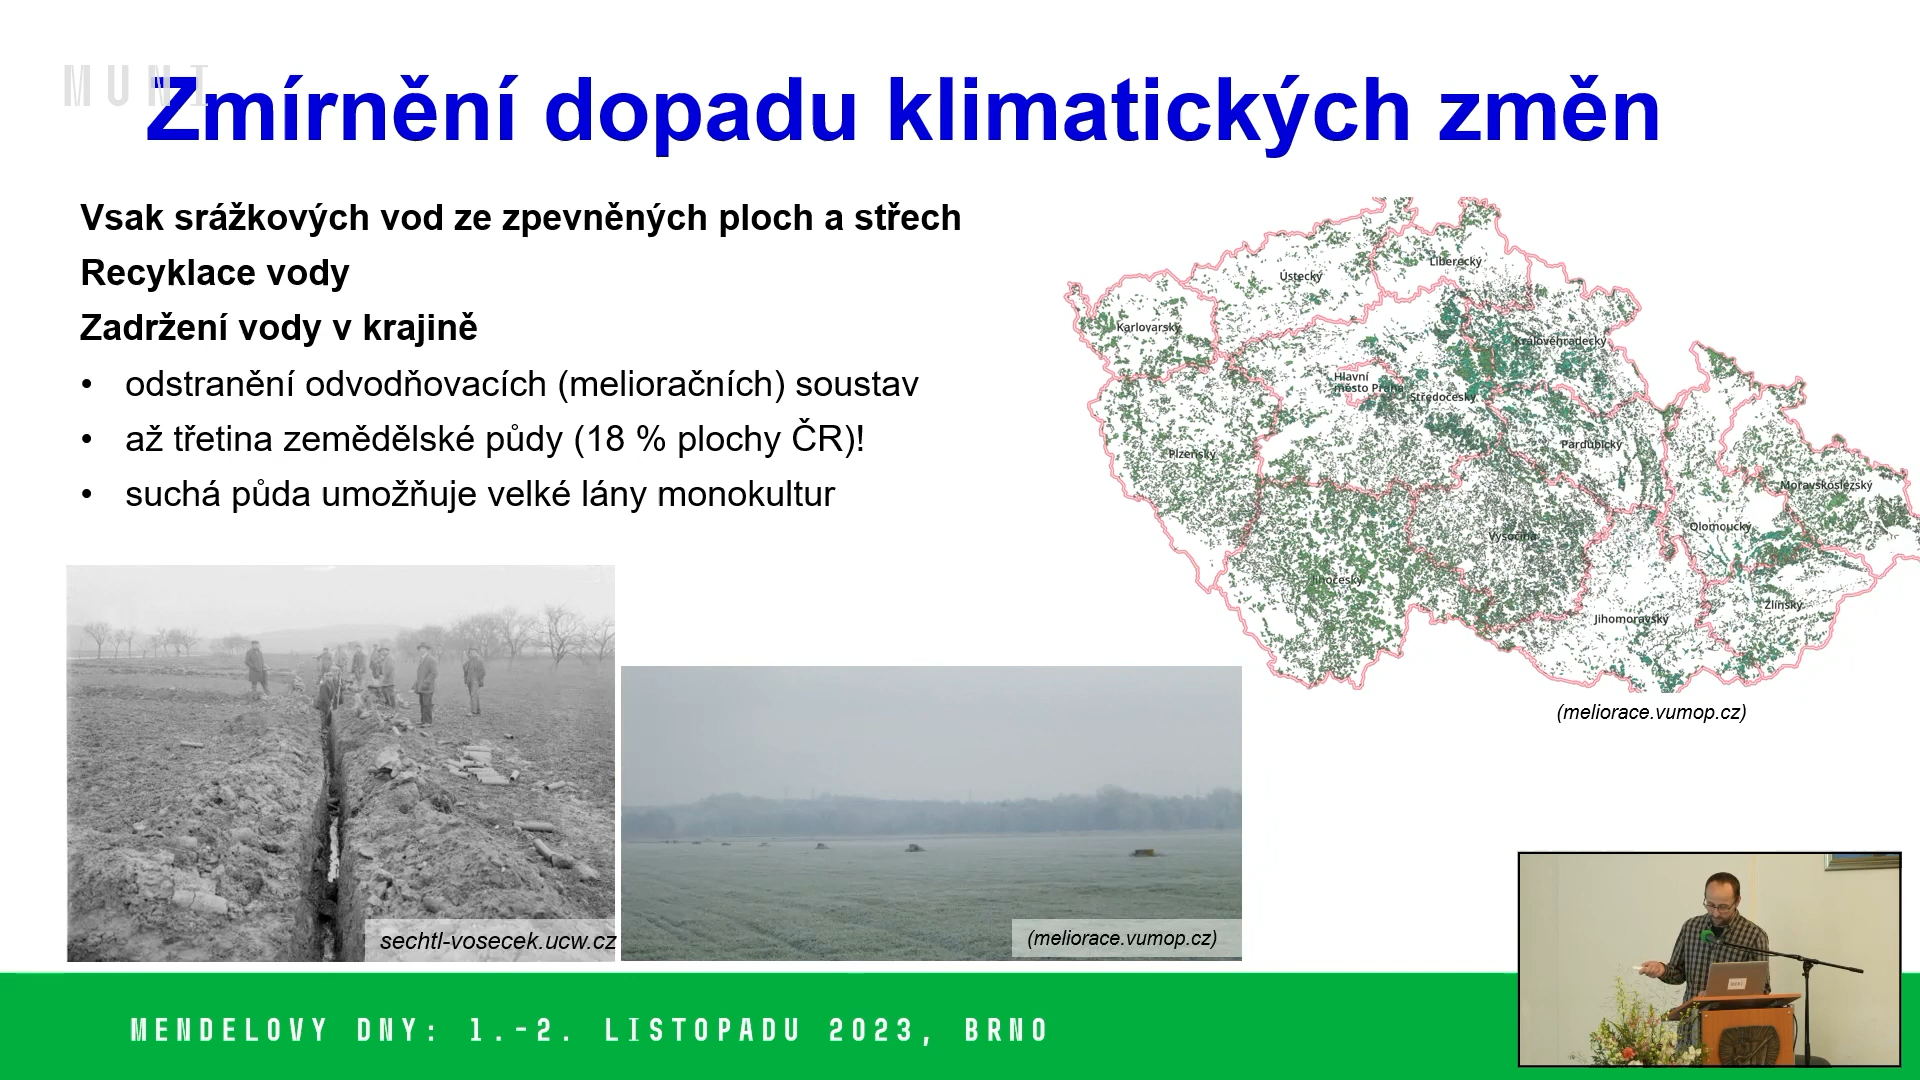 MUNI
Zmírnění dopadu klimatických změn
Vsak srážkových vod ze zpevněných ploch a střech
Recyklace vody
Zadržení vody v krajině
• odstranění odvodňovacích (melioračních) soustav
• až třetina zemědělské půdy (18 % plochy ČR)!
• suchá půda umožňuje velké lány monokultur
Liberecký
Ústecký
Karlovarský
Královéhradecký
Hlavní
město Praha
Středočeský
Pardubický
Plzeňský
Moravskoslezský
Olomoucký
Vysočina
Jihočeský
Zlínský
Jihomoravský
(meliorace.vumop.cz)
sechtl-vosecek.ucw.cz
(meliorace.vumop.cz)
MENDELOVY DNY: 1.-2. LISTOPADU 2023, BRNO